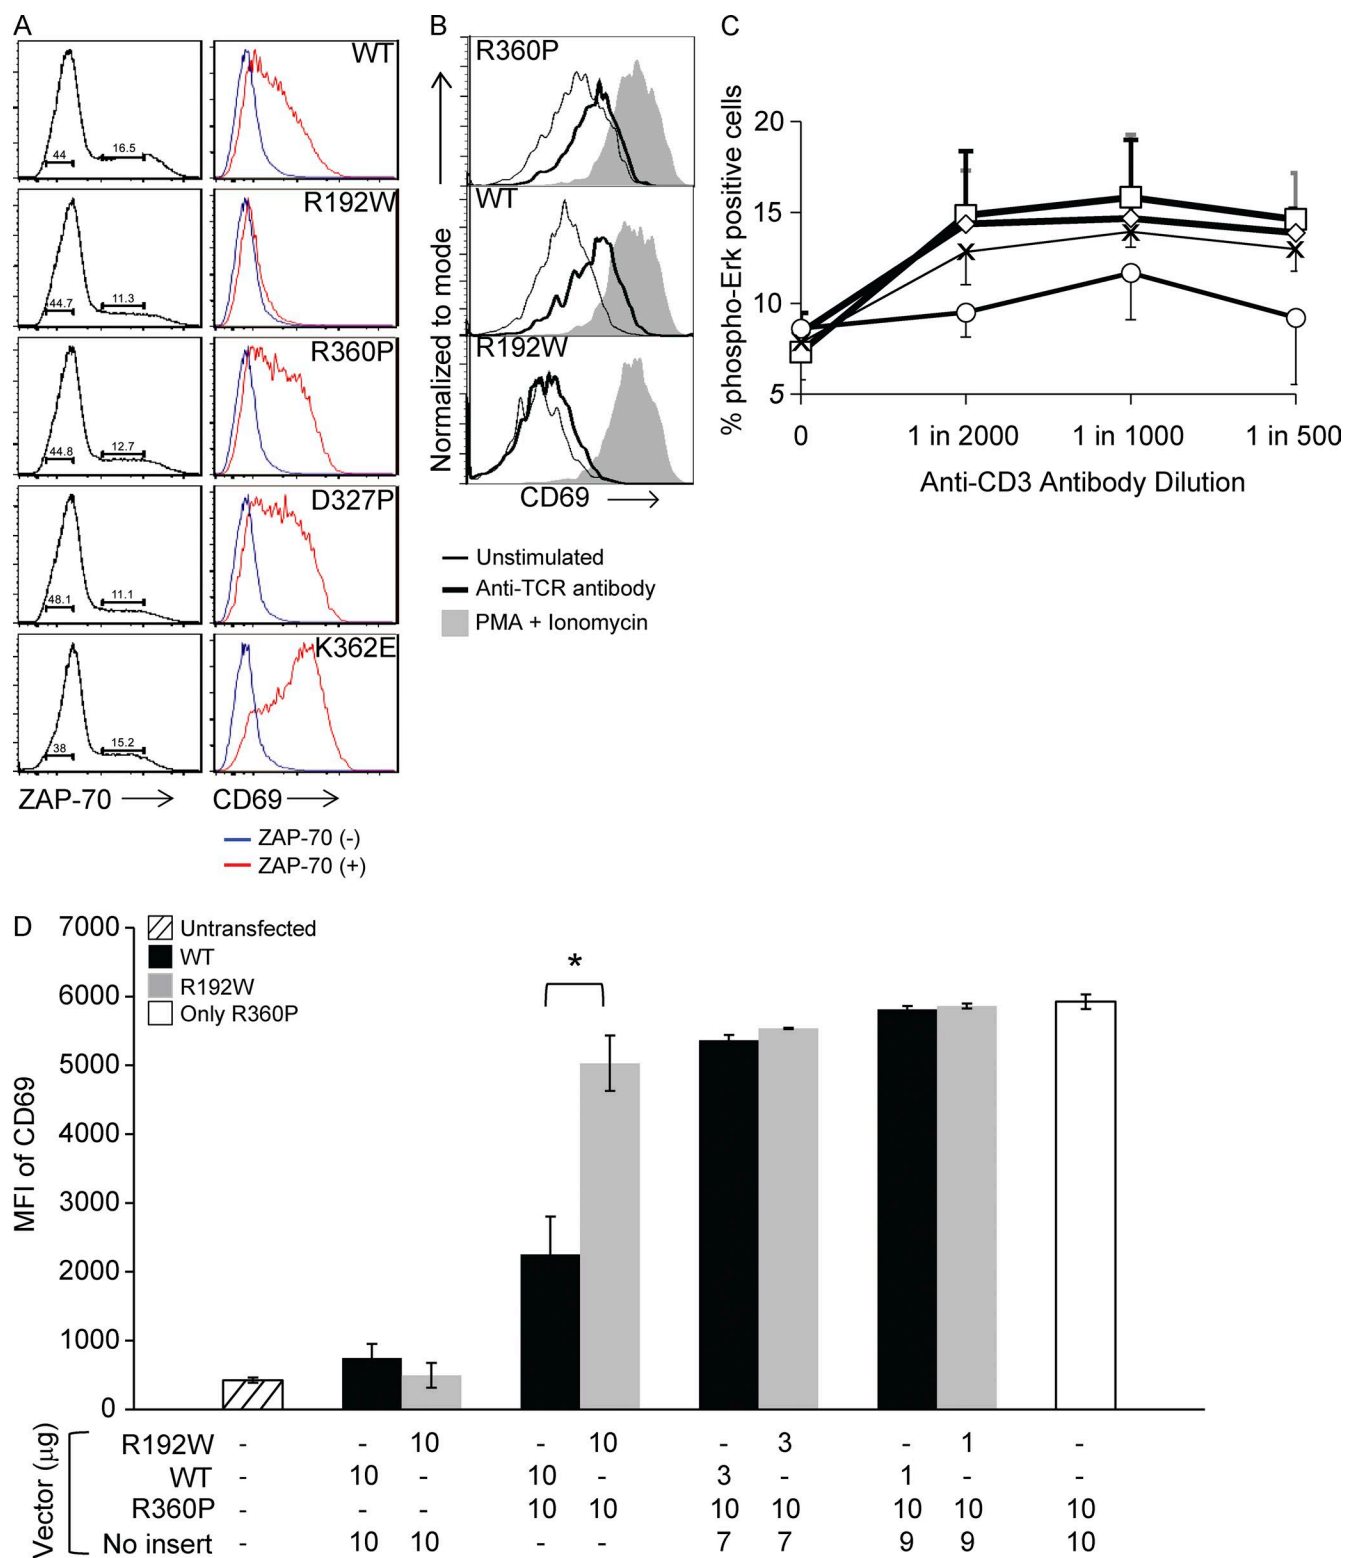 A
WT
44
16.5
R192W
44.7
11.3
R360P
44.8
12.7
D327P
48.1
11.1
K362E
38
15.2
ZAP-70
CD69
ZAP-70 (-)
ZAP-70 (+)
B
R360P
WT
R192W
Normalized to mode
CD69
Unstimulated
Anti-TCR antibody
PMA + Ionomycin
C
% phospho-Erk positive cells
20
15
10
5
0 1 in 2000 1 in 1000 1 in 500
Anti-CD3 Antibody Dilution
D
Untransfected
WT
R192W
Only R360P
MFI of CD69
7000
6000
5000
4000
3000
2000
1000
0
*
Vector (µg)
R192W - - 10 - 10 - 3 - 1 -
WT - 10 - 10 - 3 - 1 - -
R360P - - - 10 10 10 10 10 10 10
No insert - 10 10 - - 7 7 9 9 10